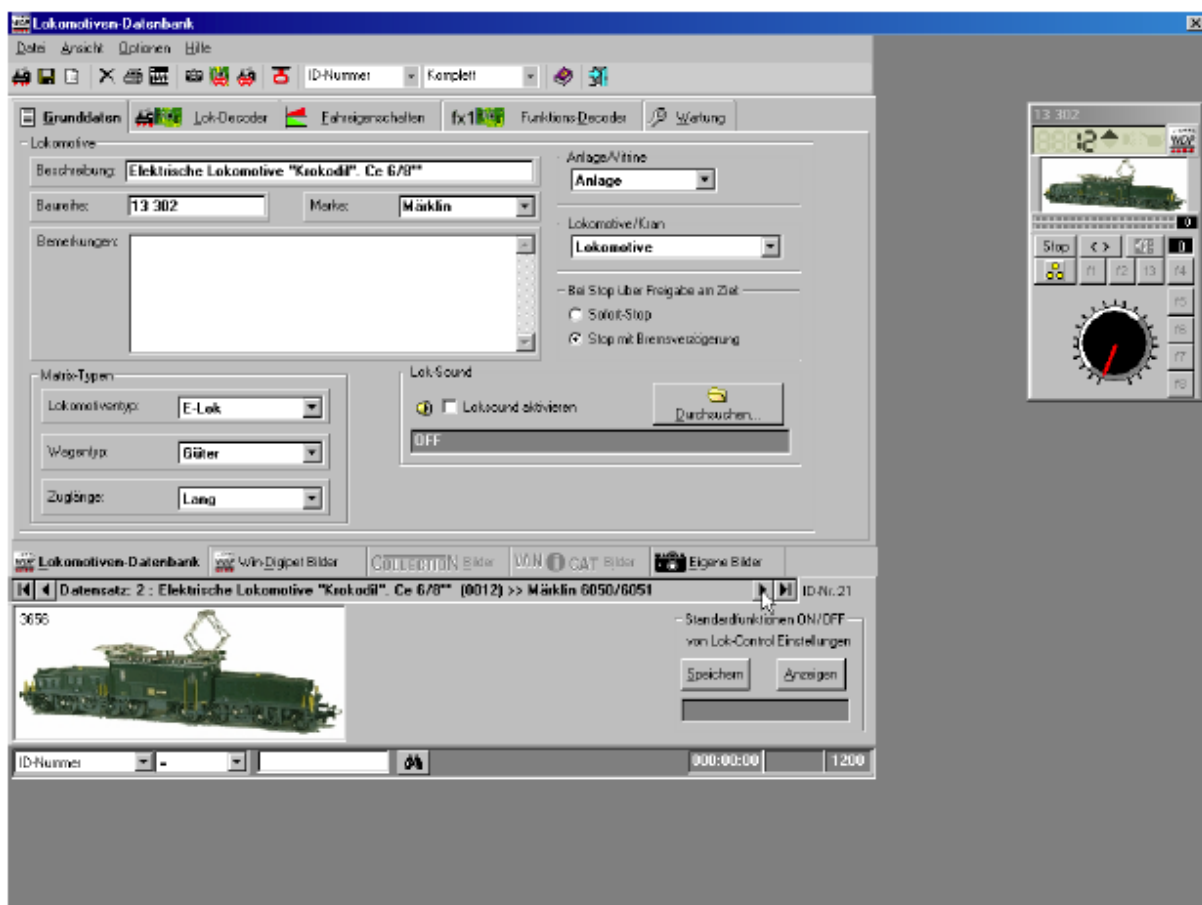 Lokomotiven-Datenbank
Datei Ansicht Optionen Hilfe
ID-Nummer Komplett
Grunddaten Lok-Decoder Fahreigenschaften fx1 Funktions-Decoder Wartung
Lokomotive
Beschreibung: Elektrische Lokomotive "Krokodil". Ce 6/8""
Baureihe: 13 302 Marke: Märklin
Bemerkungen:
Anlage/Vitrine
Anlage
Lokomotive/Kran
Lokomotive
Bei Stop über Freigabe am Ziel
Sofort-Stop
Stop mit Bremsverzögerung
Matrix-Typen
Lokomotiventyp: E-Lok
Wagentyp: Güter
Zuglänge: Lang
Lok-Sound
Loksound aktivieren
Durchsuchen...
OFF
Lokomotiven-Datenbank Win-Digipet Bilder COLLECTION Bilder CAT Bilder Eigene Bilder
Datensatz: 2 : Elektrische Lokomotive "Krokodil". Ce 6/8"" (0012) >> Märklin 6050/6051 ID-Nr.:21
3656
Standardfunktionen ON/OFF
von Lok-Control Einstellungen
Speichern Anzeigen
ID-Nummer =
000:00:00 1200
13 302
12 WDP
0
Stop < > 0
f1 f2 f3 f4
f5
f6
f7
f8